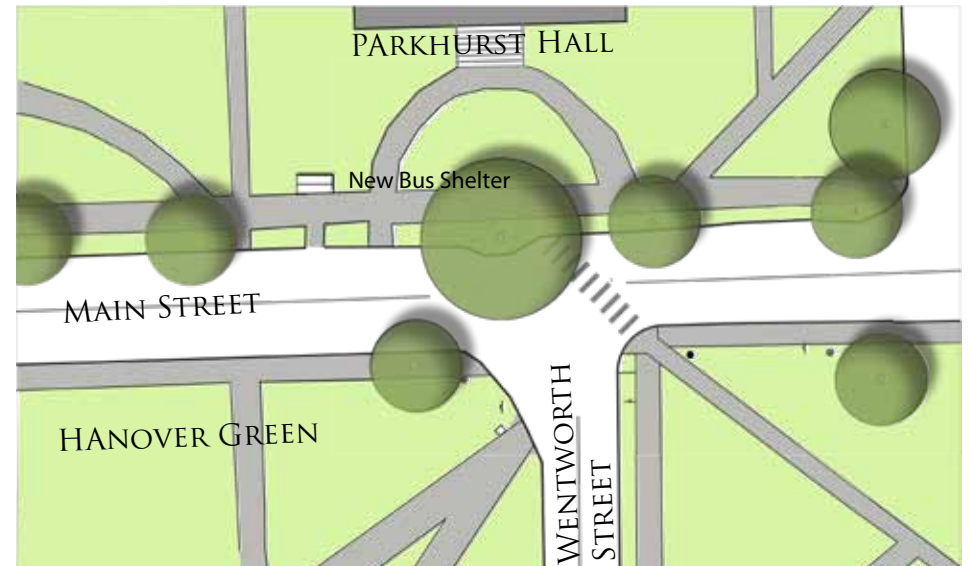 PARKHURST HALL
New Bus Shelter
MAIN STREET
HANOVER GREEN
WENTWORTH
STREET